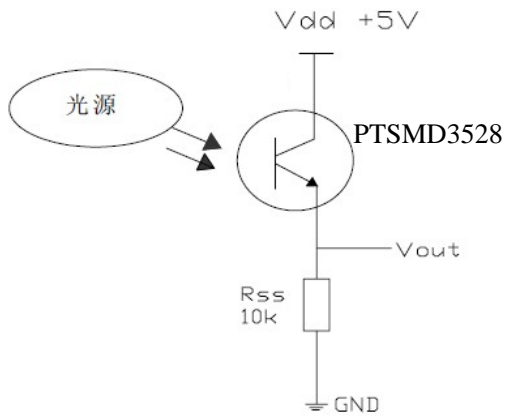 Vdd +5V
光源
PTSMD3528
Vout
Rss
10k
GND